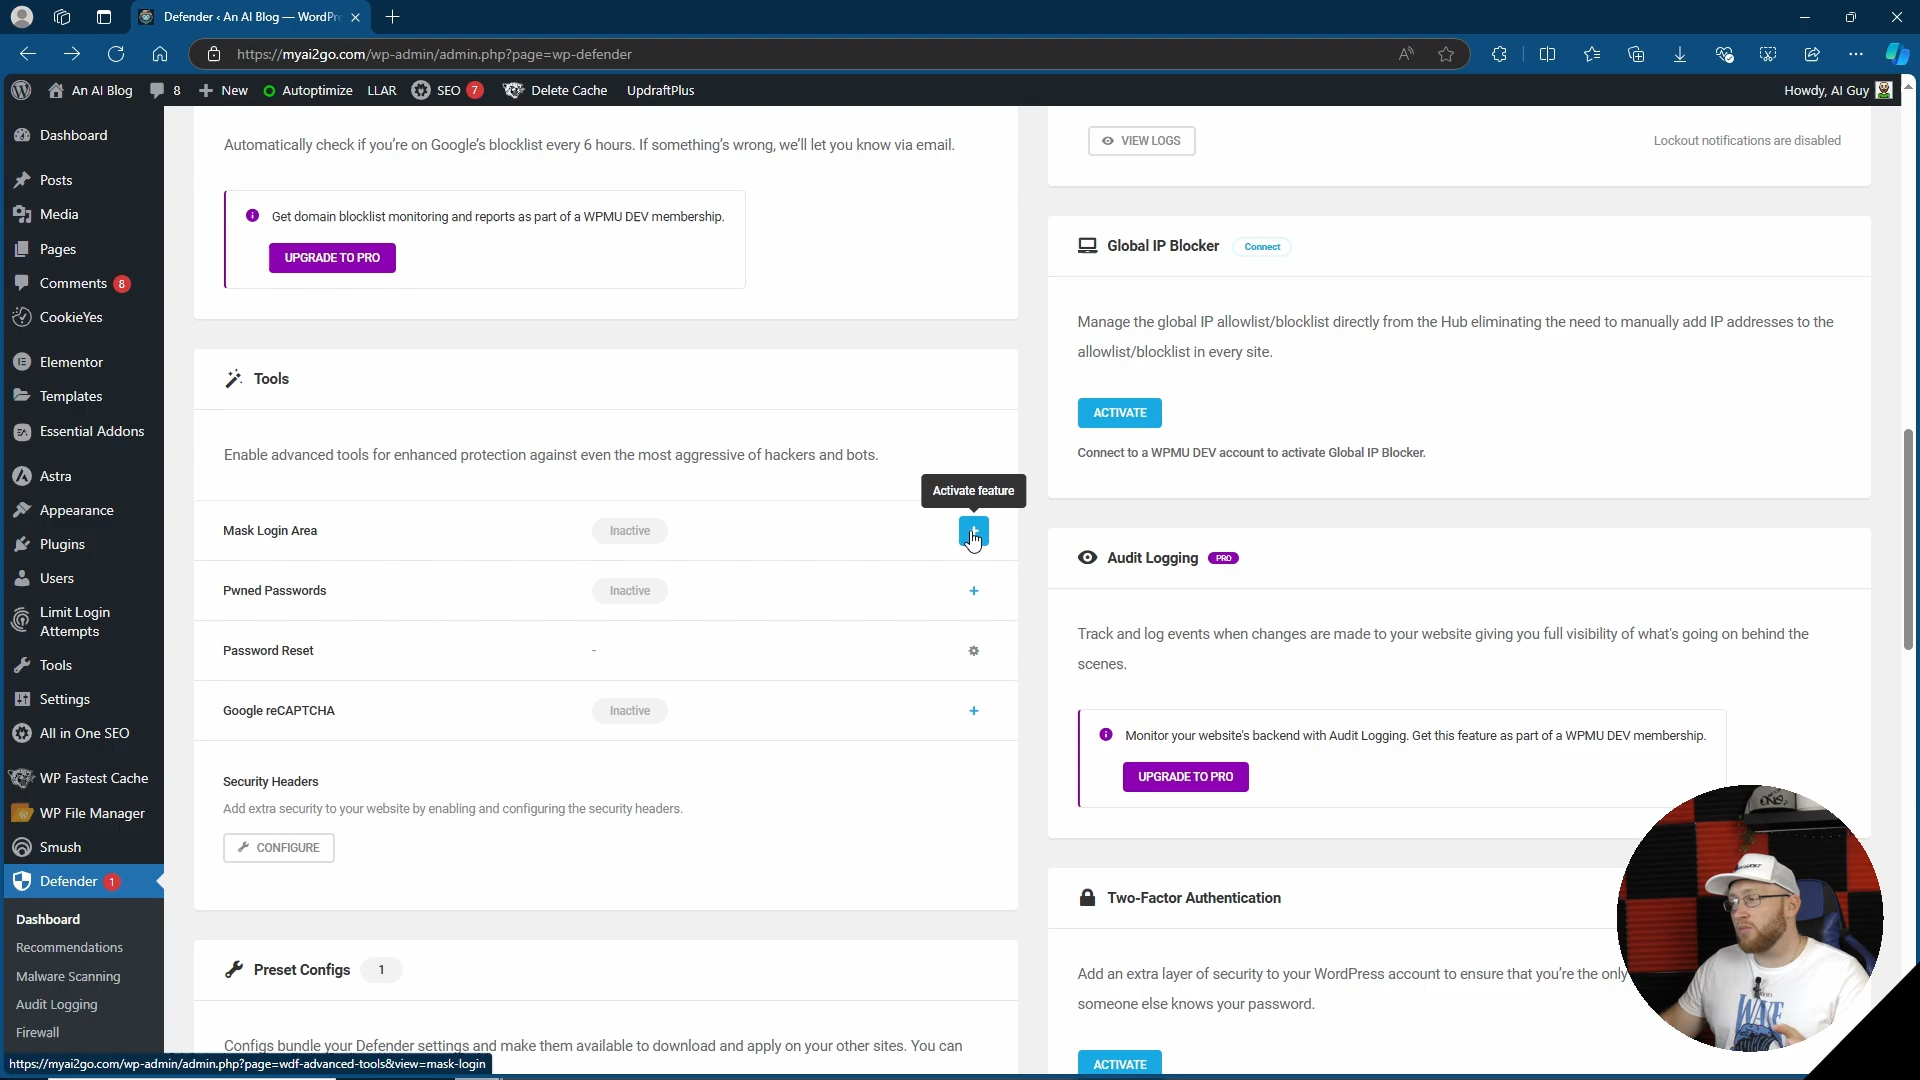 Defender ‹ An AI Blog — WordPr
https://myai2go.com/wp-admin/admin.php?page=wp-defender
An AI Blog
8
New
Autoptimize
LLAR
SEO
7
Delete Cache
UpdraftPlus
Howdy, AI Guy
Dashboard
Posts
Media
Pages
Comments
8
CookieYes
Elementor
Templates
Essential Addons
Astra
Appearance
Plugins
Users
Limit Login
Attempts
Tools
Settings
All in One SEO
WP Fastest Cache
WP File Manager
Smush
Defender
1
Dashboard
Recommendations
Malware Scanning
Audit Logging
Firewall
https://myai2go.com/wp-admin/admin.php?page=wdf-advanced-tools&view=mask-login
Automatically check if you're on Google's blocklist every 6 hours. If something's wrong, we'll let you know via email.
Get domain blocklist monitoring and reports as part of a WPMU DEV membership.
UPGRADE TO PRO
Tools
Enable advanced tools for enhanced protection against even the most aggressive of hackers and bots.
Activate feature
Mask Login Area
Inactive
Pwned Passwords
Inactive
Password Reset
-
Google reCAPTCHA
Inactive
Security Headers
Add extra security to your website by enabling and configuring the security headers.
CONFIGURE
Preset Configs
1
Configs bundle your Defender settings and make them available to download and apply on your other sites. You can
VIEW LOGS
Lockout notifications are disabled
Global IP Blocker
Connect
Manage the global IP allowlist/blocklist directly from the Hub eliminating the need to manually add IP addresses to the
allowlist/blocklist in every site.
ACTIVATE
Connect to a WPMU DEV account to activate Global IP Blocker.
Audit Logging
PRO
Track and log events when changes are made to your website giving you full visibility of what's going on behind the
scenes.
Monitor your website's backend with Audit Logging. Get this feature as part of a WPMU DEV membership.
UPGRADE TO PRO
Two-Factor Authentication
Add an extra layer of security to your WordPress account to ensure that you're the only
someone else knows your password.
ACTIVATE